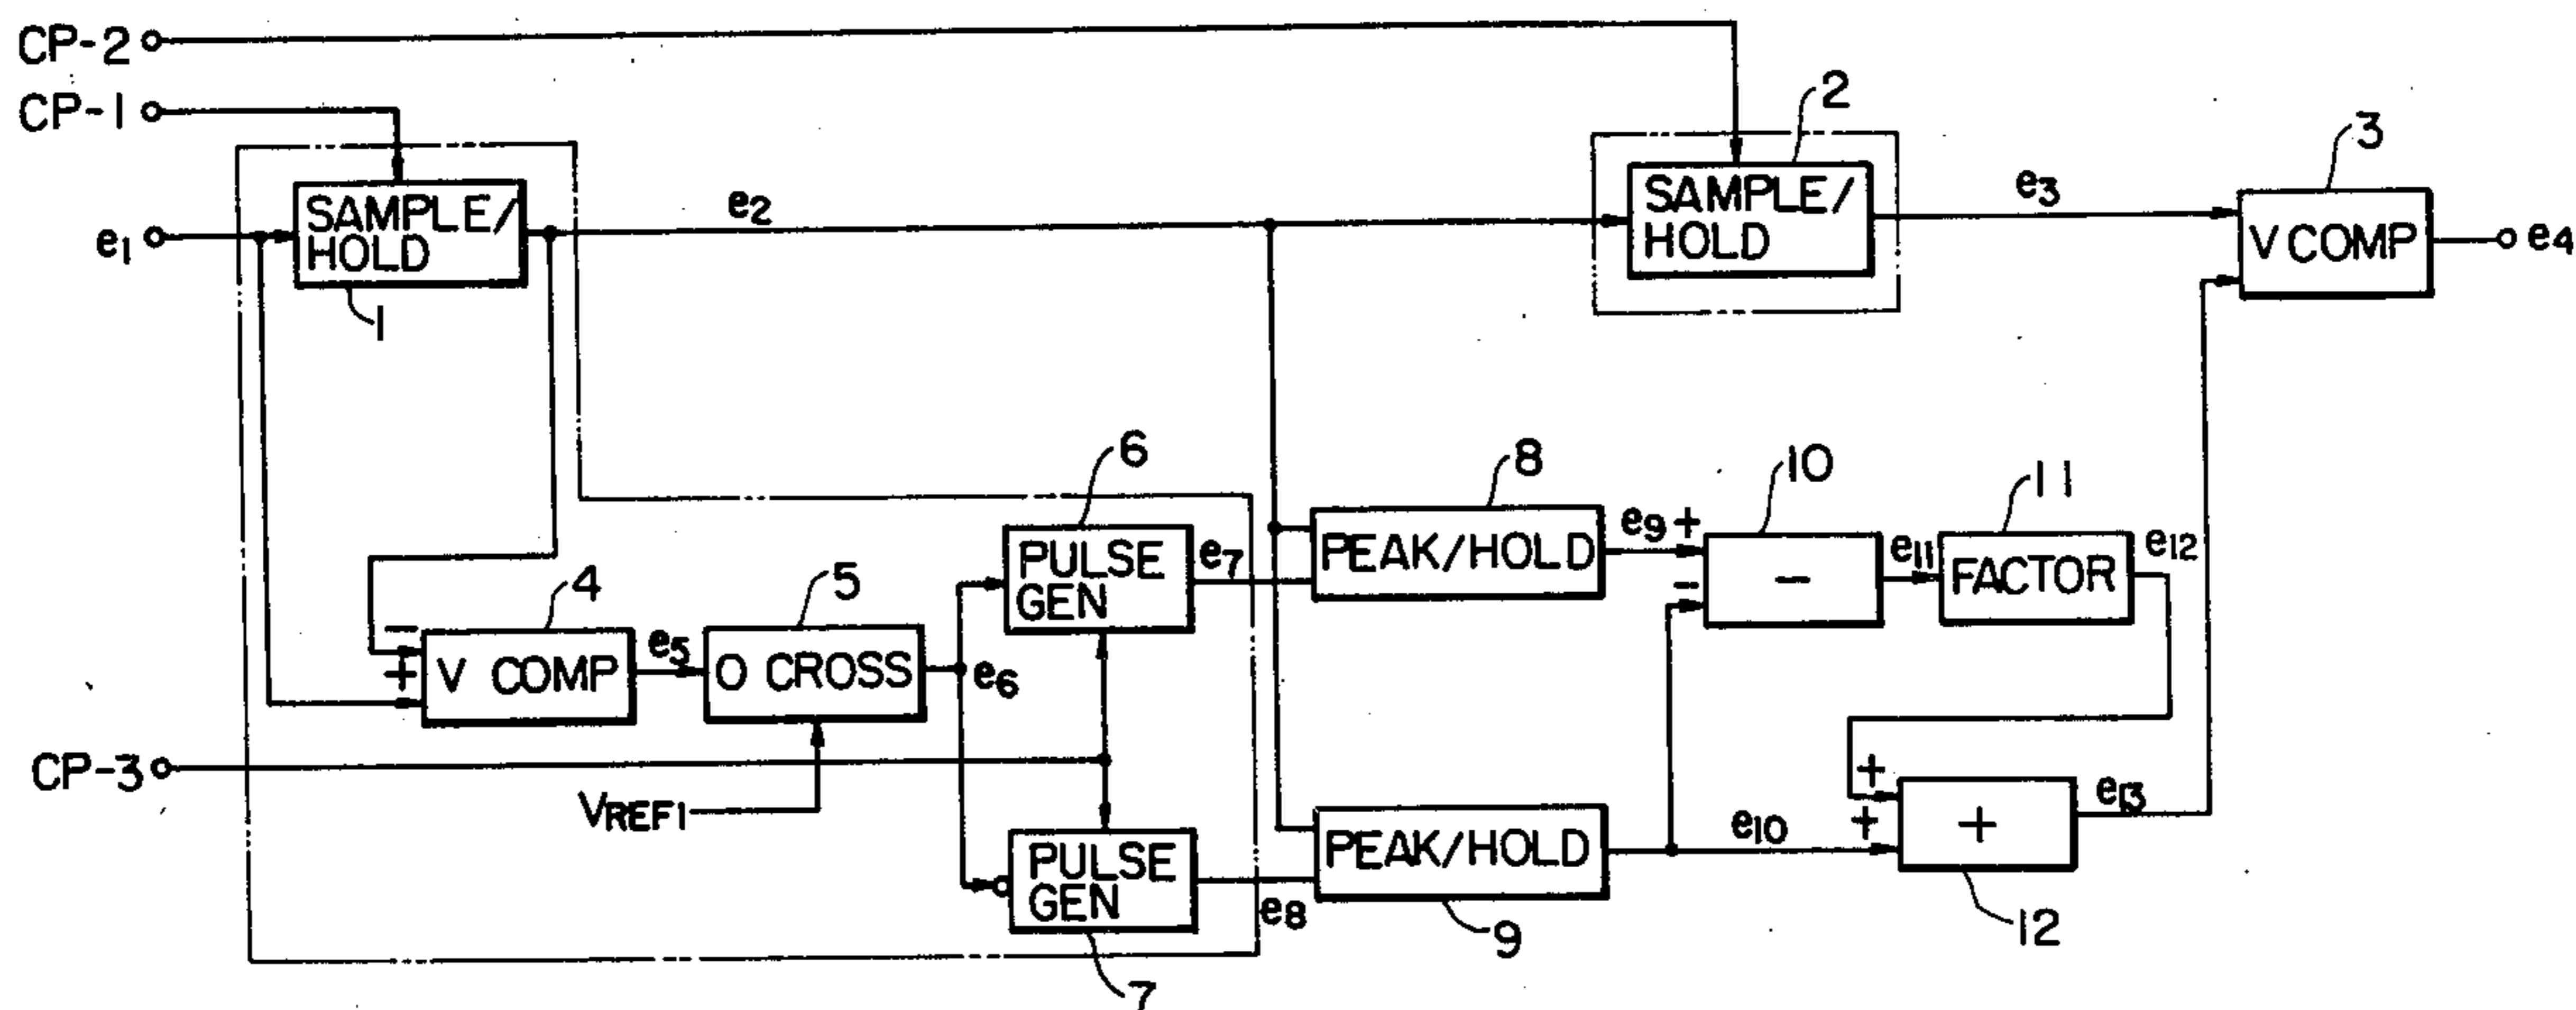 CP-2
CP-1
2
3
SAMPLE/
HOLD
e1
1
e2
SAMPLE/
HOLD
e3
V COMP
e4
6
8
10
11
PULSE
GEN
e7
PEAK/HOLD
e9
+
-
-
e11
FACTOR
e12
4
5
-
+
V COMP
e5
O CROSS
e6
CP-3
VREF1
PULSE
GEN
e8
7
PEAK/HOLD
9
e10
+
+
+
e13
12